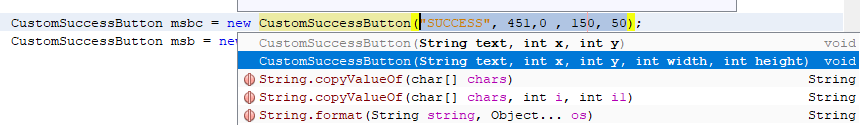 CustomSuccessButton msbc = new CustomSuccessButton("SUCCESS", 451,0 , 150, 50);
CustomSuccessButton msb = new
CustomSuccessButton(String text, int x, int y) void
CustomSuccessButton(String text, int x, int y, int width, int height) void
String.copyValueOf(char[] chars) String
String.copyValueOf(char[] chars, int i, int i1) String
String.format(String string, Object... os) String